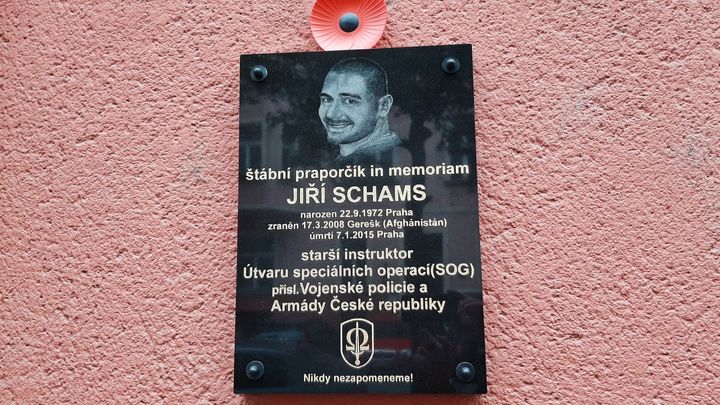 štábní praporčík in memoriam
JIŘÍ SCHAMS
narozen 22.9.1972 Praha
zraněn 17.3.2008 Gerešk (Afghánistán)
úmrtí 7.1.2015 Praha
starší instruktor
Útvaru speciálních operací(SOG)
přísl.Vojenské policie a
Armády České republiky
Nikdy nezapomeneme!